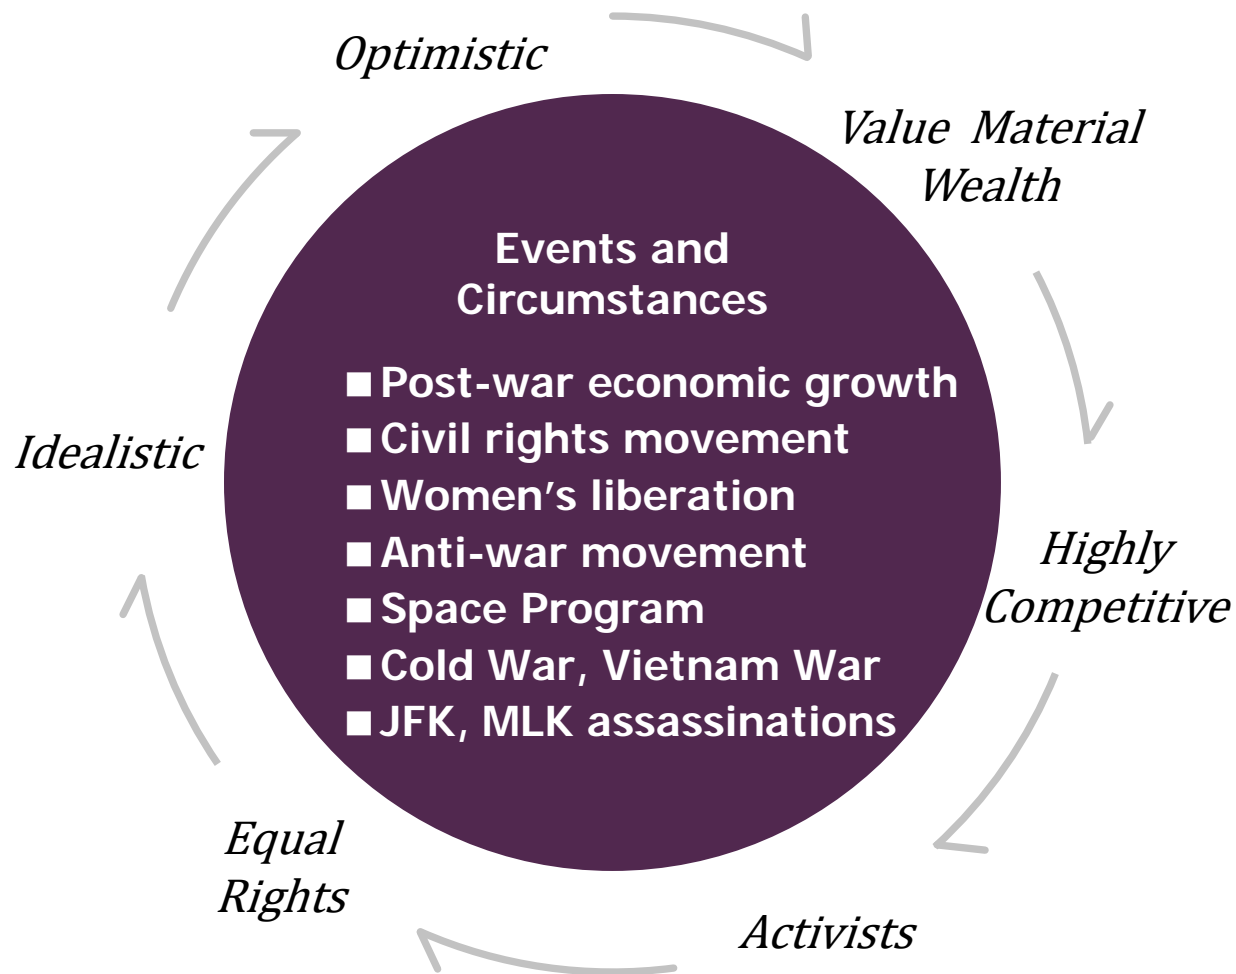 Optimistic
Value Material
Wealth
Events and
Circumstances
■ Post-war economic growth
■ Civil rights movement
■ Women’s liberation
■ Anti-war movement
■ Space Program
■ Cold War, Vietnam War
■ JFK, MLK assassinations
Highly
Competitive
Activists
Equal
Rights
Idealistic